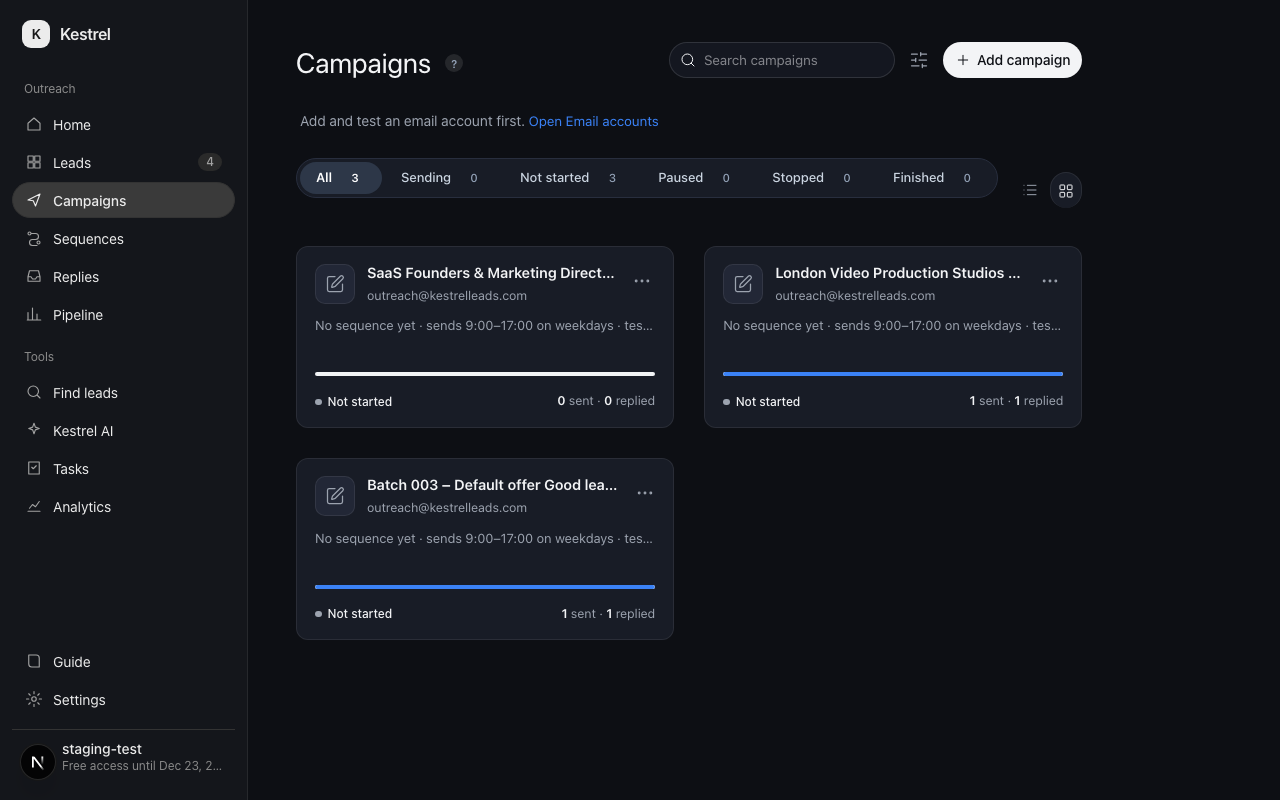 K Kestrel
Outreach
Home
Leads 4
Campaigns
Sequences
Replies
Pipeline
Tools
Find leads
Kestrel AI
Tasks
Analytics
Guide
Settings
N
staging-test
Free access until Dec 23, 2...
Campaigns ?
Search campaigns
+ Add campaign
Add and test an email account first. Open Email accounts
All 3 Sending 0 Not started 3 Paused 0 Stopped 0 Finished 0
SaaS Founders & Marketing Direct...
outreach@kestrelleads.com
No sequence yet · sends 9:00–17:00 on weekdays · tes...
Not started 0 sent · 0 replied
London Video Production Studios ...
outreach@kestrelleads.com
No sequence yet · sends 9:00–17:00 on weekdays · tes...
Not started 1 sent · 1 replied
Batch 003 – Default offer Good lea...
outreach@kestrelleads.com
No sequence yet · sends 9:00–17:00 on weekdays · tes...
Not started 1 sent · 1 replied